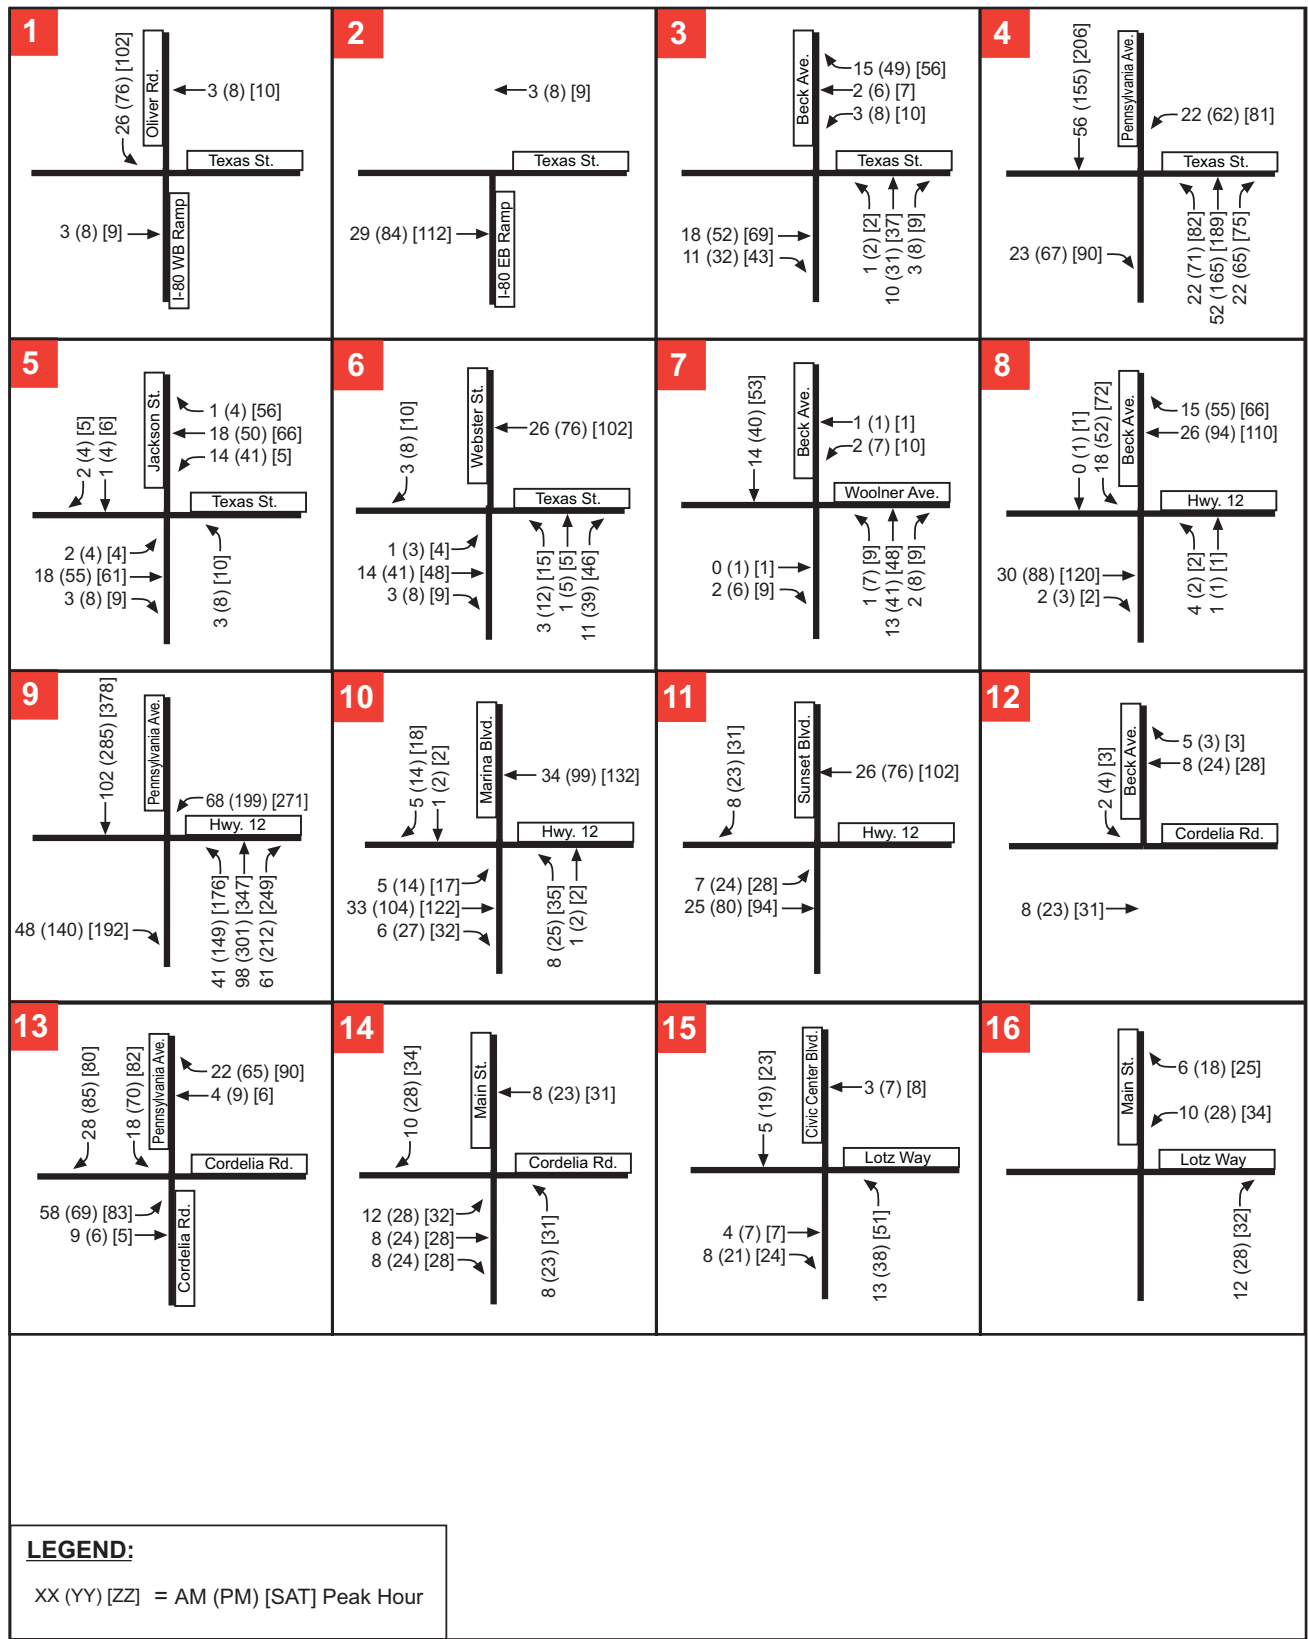 1
26 (76) [102]
Oliver Rd.
3 (8) [10]
Texas St.
3 (8) [9]
I-80 WB Ramp
2
3 (8) [9]
Texas St.
29 (84) [112]
I-80 EB Ramp
3
Beck Ave.
15 (49) [56]
2 (6) [7]
3 (8) [10]
Texas St.
18 (52) [69]
11 (32) [43]
1 (2) [2]
10 (31) [37]
3 (8) [9]
4
56 (155) [206]
Pennsylvania Ave.
22 (62) [81]
Texas St.
23 (67) [90]
22 (71) [82]
52 (165) [189]
22 (65) [75]
5
2 (4) [5]
1 (4) [6]
Jackson St.
1 (4) [56]
18 (50) [66]
14 (41) [5]
Texas St.
2 (4) [4]
18 (55) [61]
3 (8) [9]
3 (8) [10]
6
3 (8) [10]
Webster St.
26 (76) [102]
Texas St.
1 (3) [4]
14 (41) [48]
3 (8) [9]
3 (12) [15]
1 (5) [5]
11 (39) [46]
7
14 (40) [53]
Beck Ave.
1 (1) [1]
2 (7) [10]
Woolner Ave.
0 (1) [1]
2 (6) [9]
1 (7) [9]
13 (41) [48]
2 (8) [9]
8
0 (1) [1]
18 (52) [72]
Beck Ave.
15 (55) [66]
26 (94) [110]
Hwy. 12
30 (88) [120]
2 (3) [2]
4 (2) [2]
1 (1) [1]
9
102 (285) [378]
Pennsylvania Ave.
68 (199) [271]
Hwy. 12
48 (140) [192]
41 (149) [176]
98 (301) [347]
61 (212) [249]
10
5 (14) [18]
1 (2) [2]
Marina Blvd.
34 (99) [132]
Hwy. 12
5 (14) [17]
33 (104) [122]
6 (27) [32]
8 (25) [35]
1 (2) [2]
11
8 (23) [31]
Sunset Blvd.
26 (76) [102]
Hwy. 12
7 (24) [28]
25 (80) [94]
12
2 (4) [3]
Beck Ave.
5 (3) [3]
8 (24) [28]
Cordelia Rd.
8 (23) [31]
13
28 (85) [80]
18 (70) [82]
Pennsylvania Ave.
22 (65) [90]
4 (9) [6]
Cordelia Rd.
58 (69) [83]
9 (6) [5]
Cordelia Rd.
14
10 (28) [34]
Main St.
8 (23) [31]
Cordelia Rd.
12 (28) [32]
8 (24) [28]
8 (24) [28]
8 (23) [31]
15
5 (19) [23]
Civic Center Blvd.
3 (7) [8]
Lotz Way
4 (7) [7]
8 (21) [24]
13 (38) [51]
16
Main St.
6 (18) [25]
10 (28) [34]
Lotz Way
12 (28) [32]
LEGEND:
XX (YY) [ZZ] = AM (PM) [SAT] Peak Hour